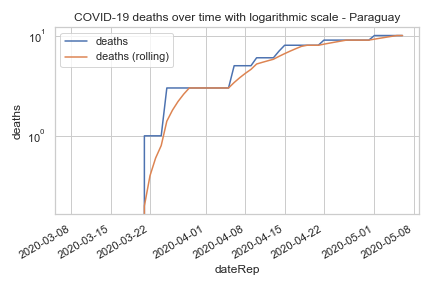 COVID-19 deaths over time with logarithmic scale - Paraguay
deaths
deaths (rolling)
10¹
10⁰
deaths
2020-03-08
2020-03-15
2020-03-22
2020-04-01
2020-04-08
2020-04-15
2020-04-22
2020-05-01
2020-05-08
dateRep